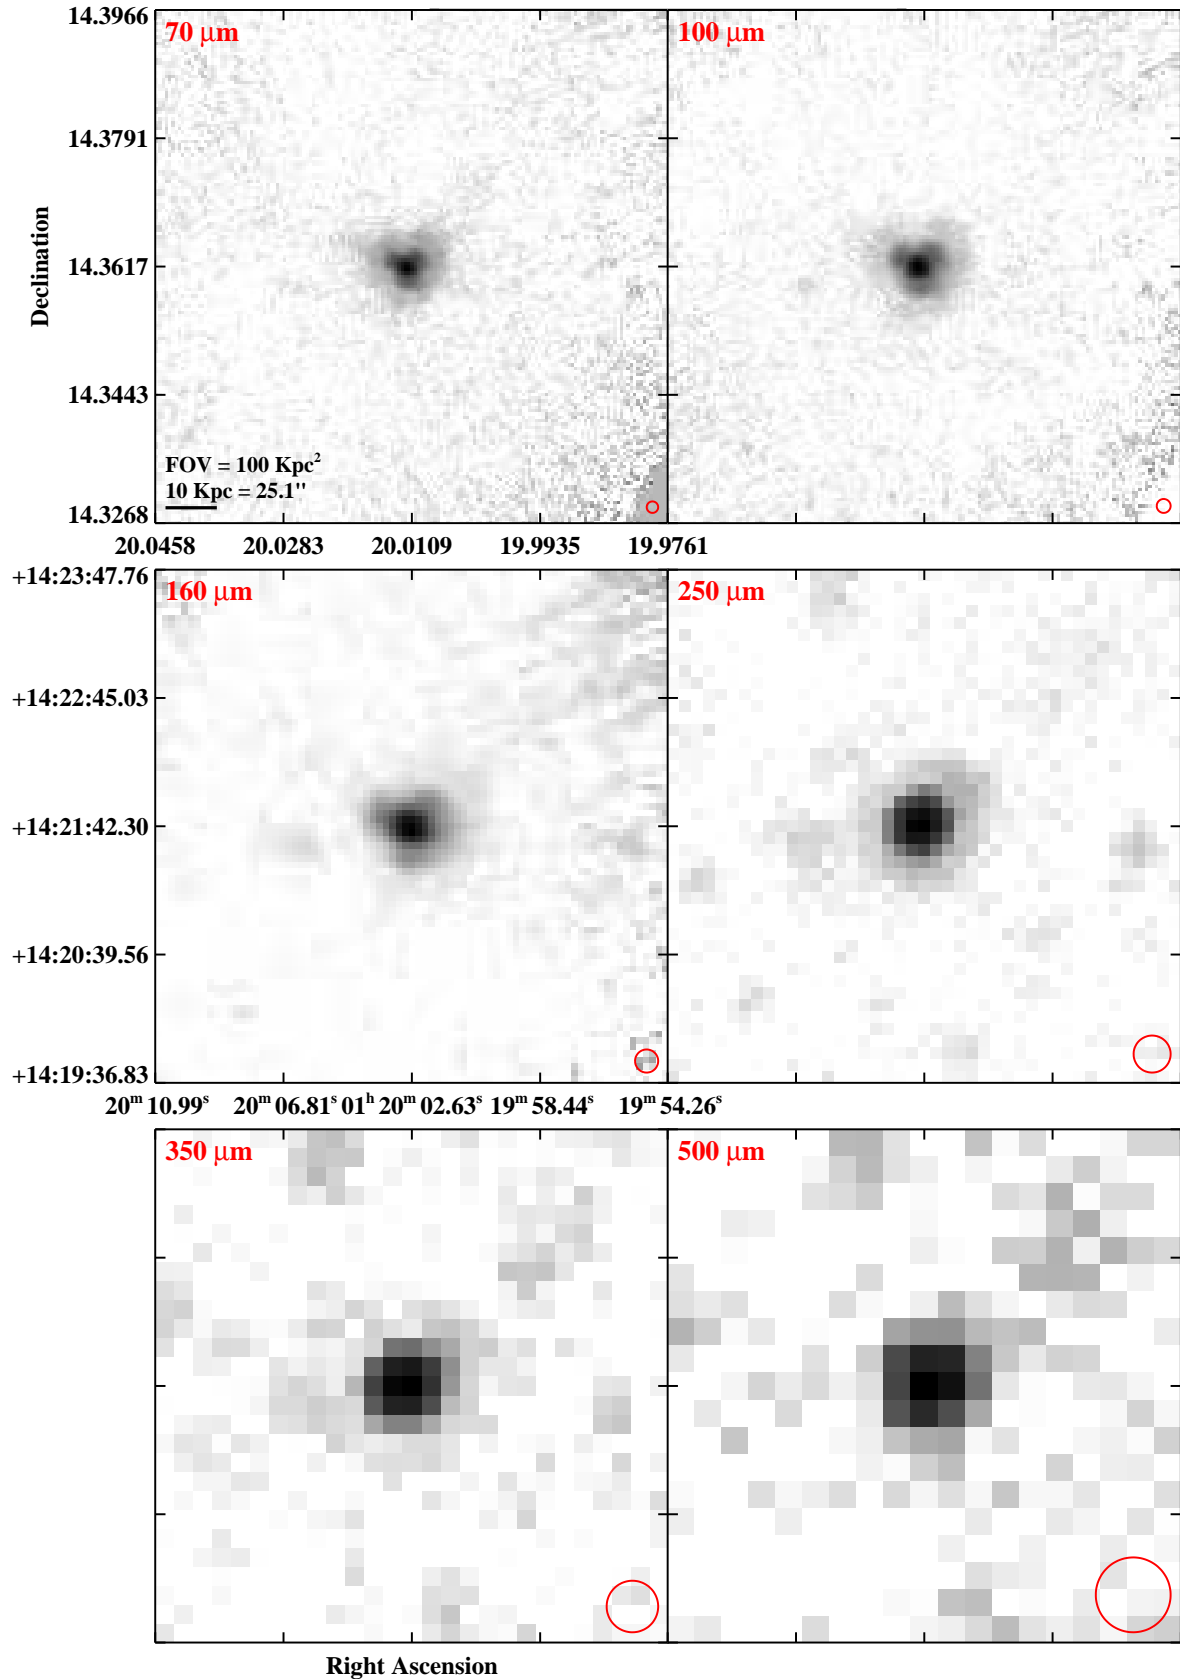 14.3966
70 μm
100 μm
14.3791
Declination
14.3617
14.3443
FOV = 100 Kpc²
10 Kpc = 25.1"
14.3268
20.0458 20.0283 20.0109 19.9935 19.9761
+14:23:47.76
160 μm
250 μm
+14:22:45.03
+14:21:42.30
+14:20:39.56
+14:19:36.83
20ᵐ 10.99ˢ 20ᵐ 06.81ˢ 01ʰ 20ᵐ 02.63ˢ 19ᵐ 58.44ˢ 19ᵐ 54.26ˢ
350 μm
500 μm
Right Ascension